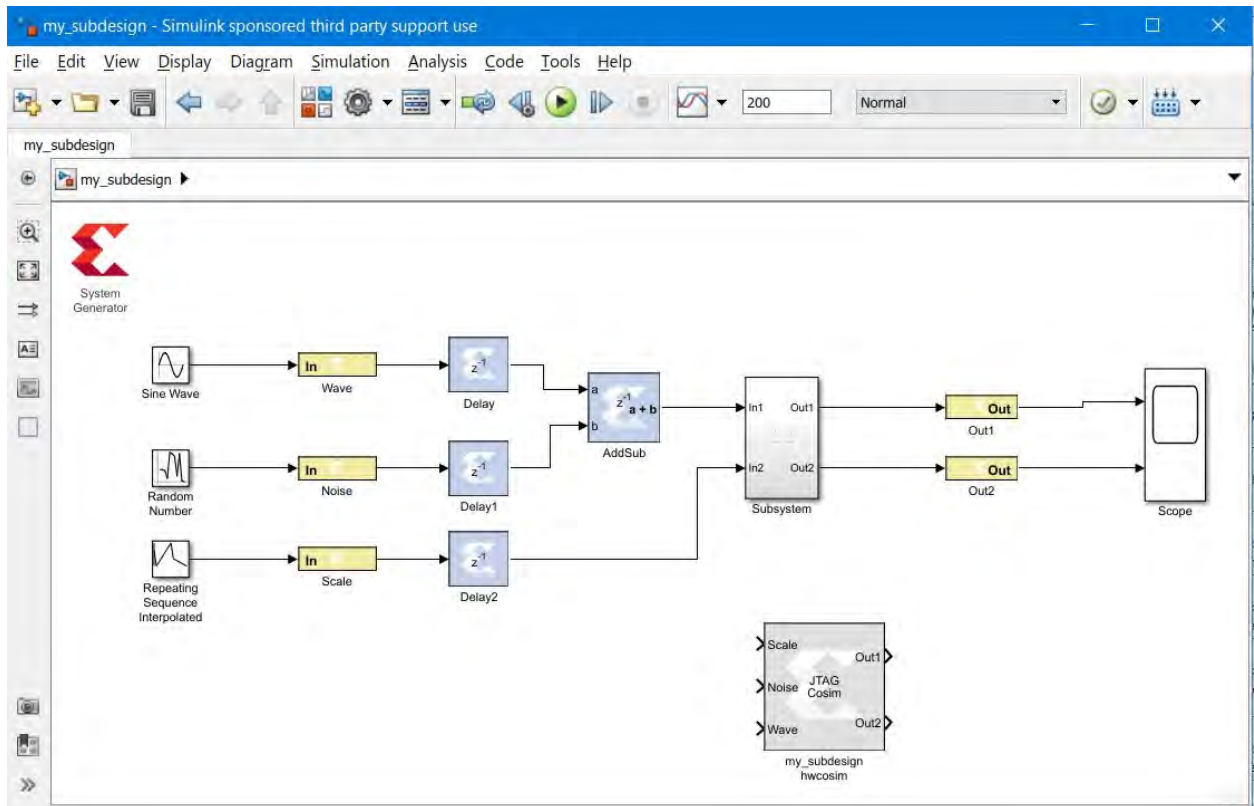 my_subdesign - Simulink sponsored third party support use
File Edit View Display Diagram Simulation Analysis Code Tools Help
200
Normal
my_subdesign
my_subdesign
System
Generator
Sine Wave
In
Wave
z-1
Delay
Random
Number
In
Noise
z-1
Delay1
Repeating
Sequence
Interpolated
In
Scale
z-1
Delay2
a
b
z-1 a + b
AddSub
In1 Out1
In2 Out2
Subsystem
Out
Out1
Out
Out2
Scope
Scale
Noise
Wave
JTAG
Cosim
Out1
Out2
my_subdesign
hwcosim